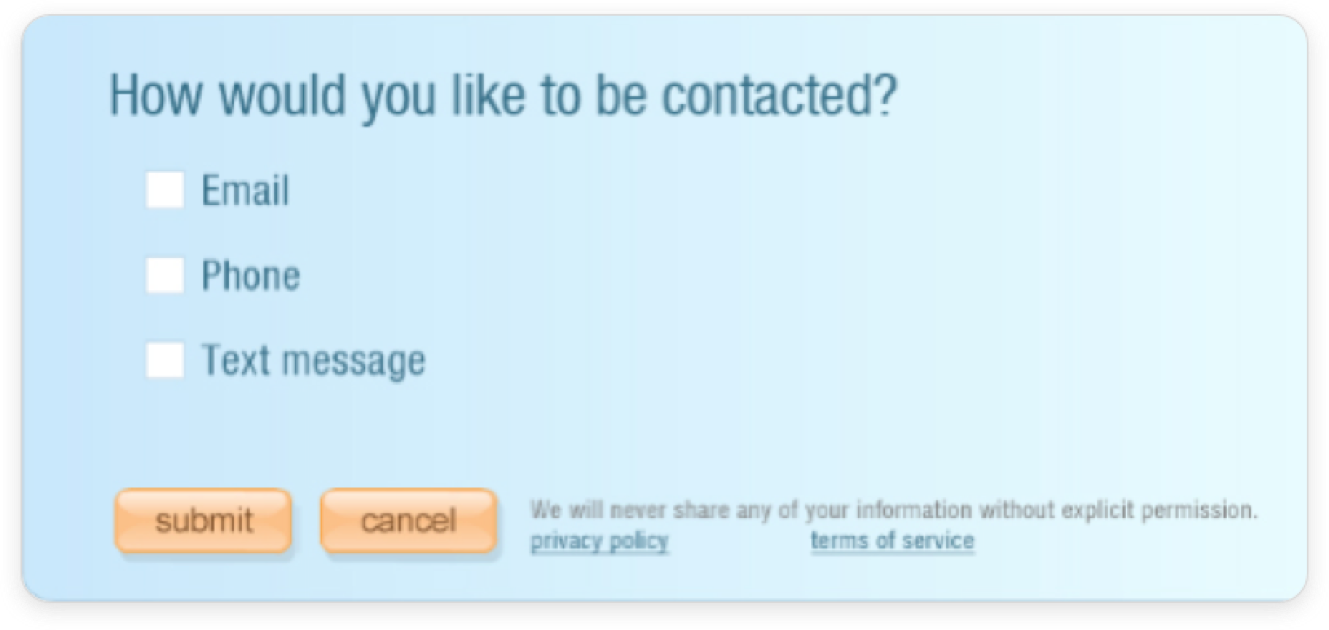 How would you like to be contacted?
Email
Phone
Text message
submit cancel We will never share any of your information without explicit permission.
privacy policy terms of service